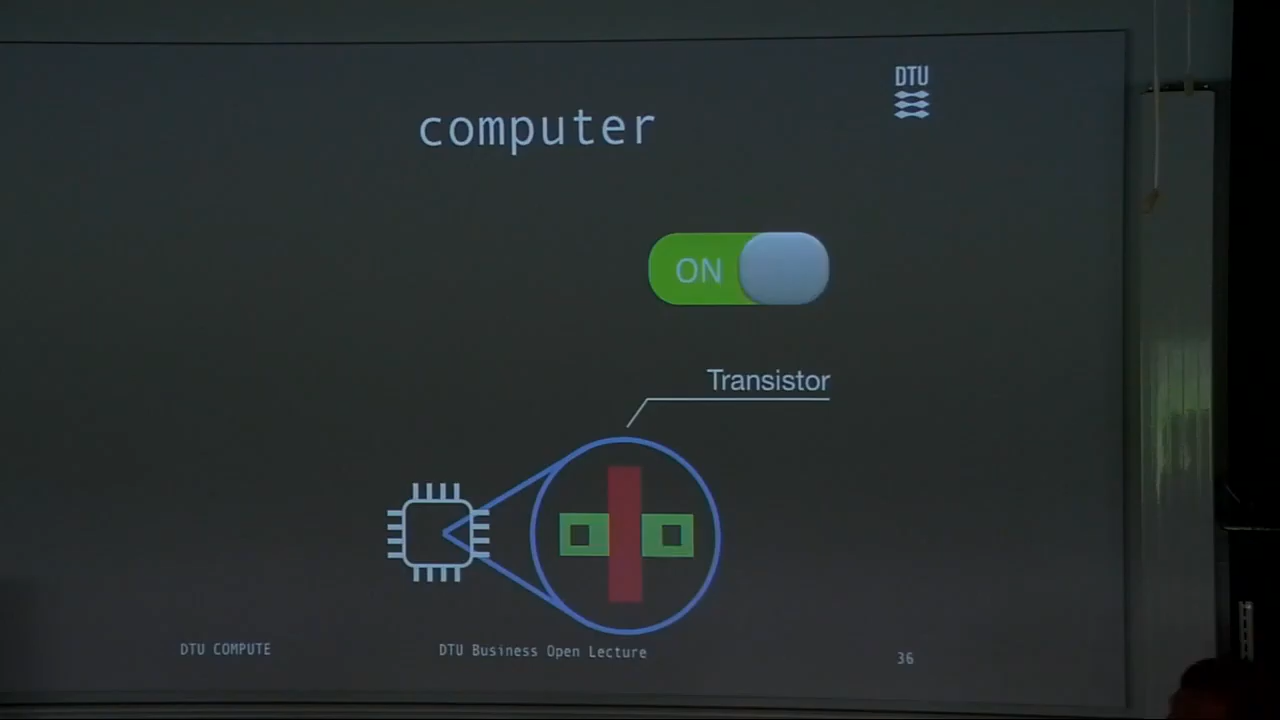 DTU
computer
ON
Transistor
DTU COMPUTE
DTU Business Open Lecture
36